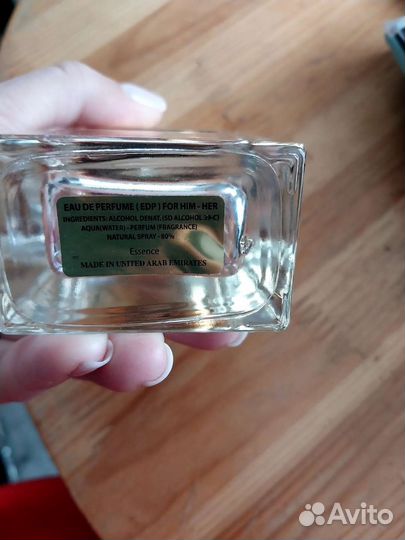 EAU DE PERFUME ( EDP ) FOR HIM - HER
INGREDIENTS: ALCOHOL DENAT. (SD ALCOHOL 39-C)
AQUA(WATER) - PERFUM (FRAGRANCE)
NATURAL SPRAY - 80%
Essence
MADE IN UNITED ARAB EMIRATES
Avito